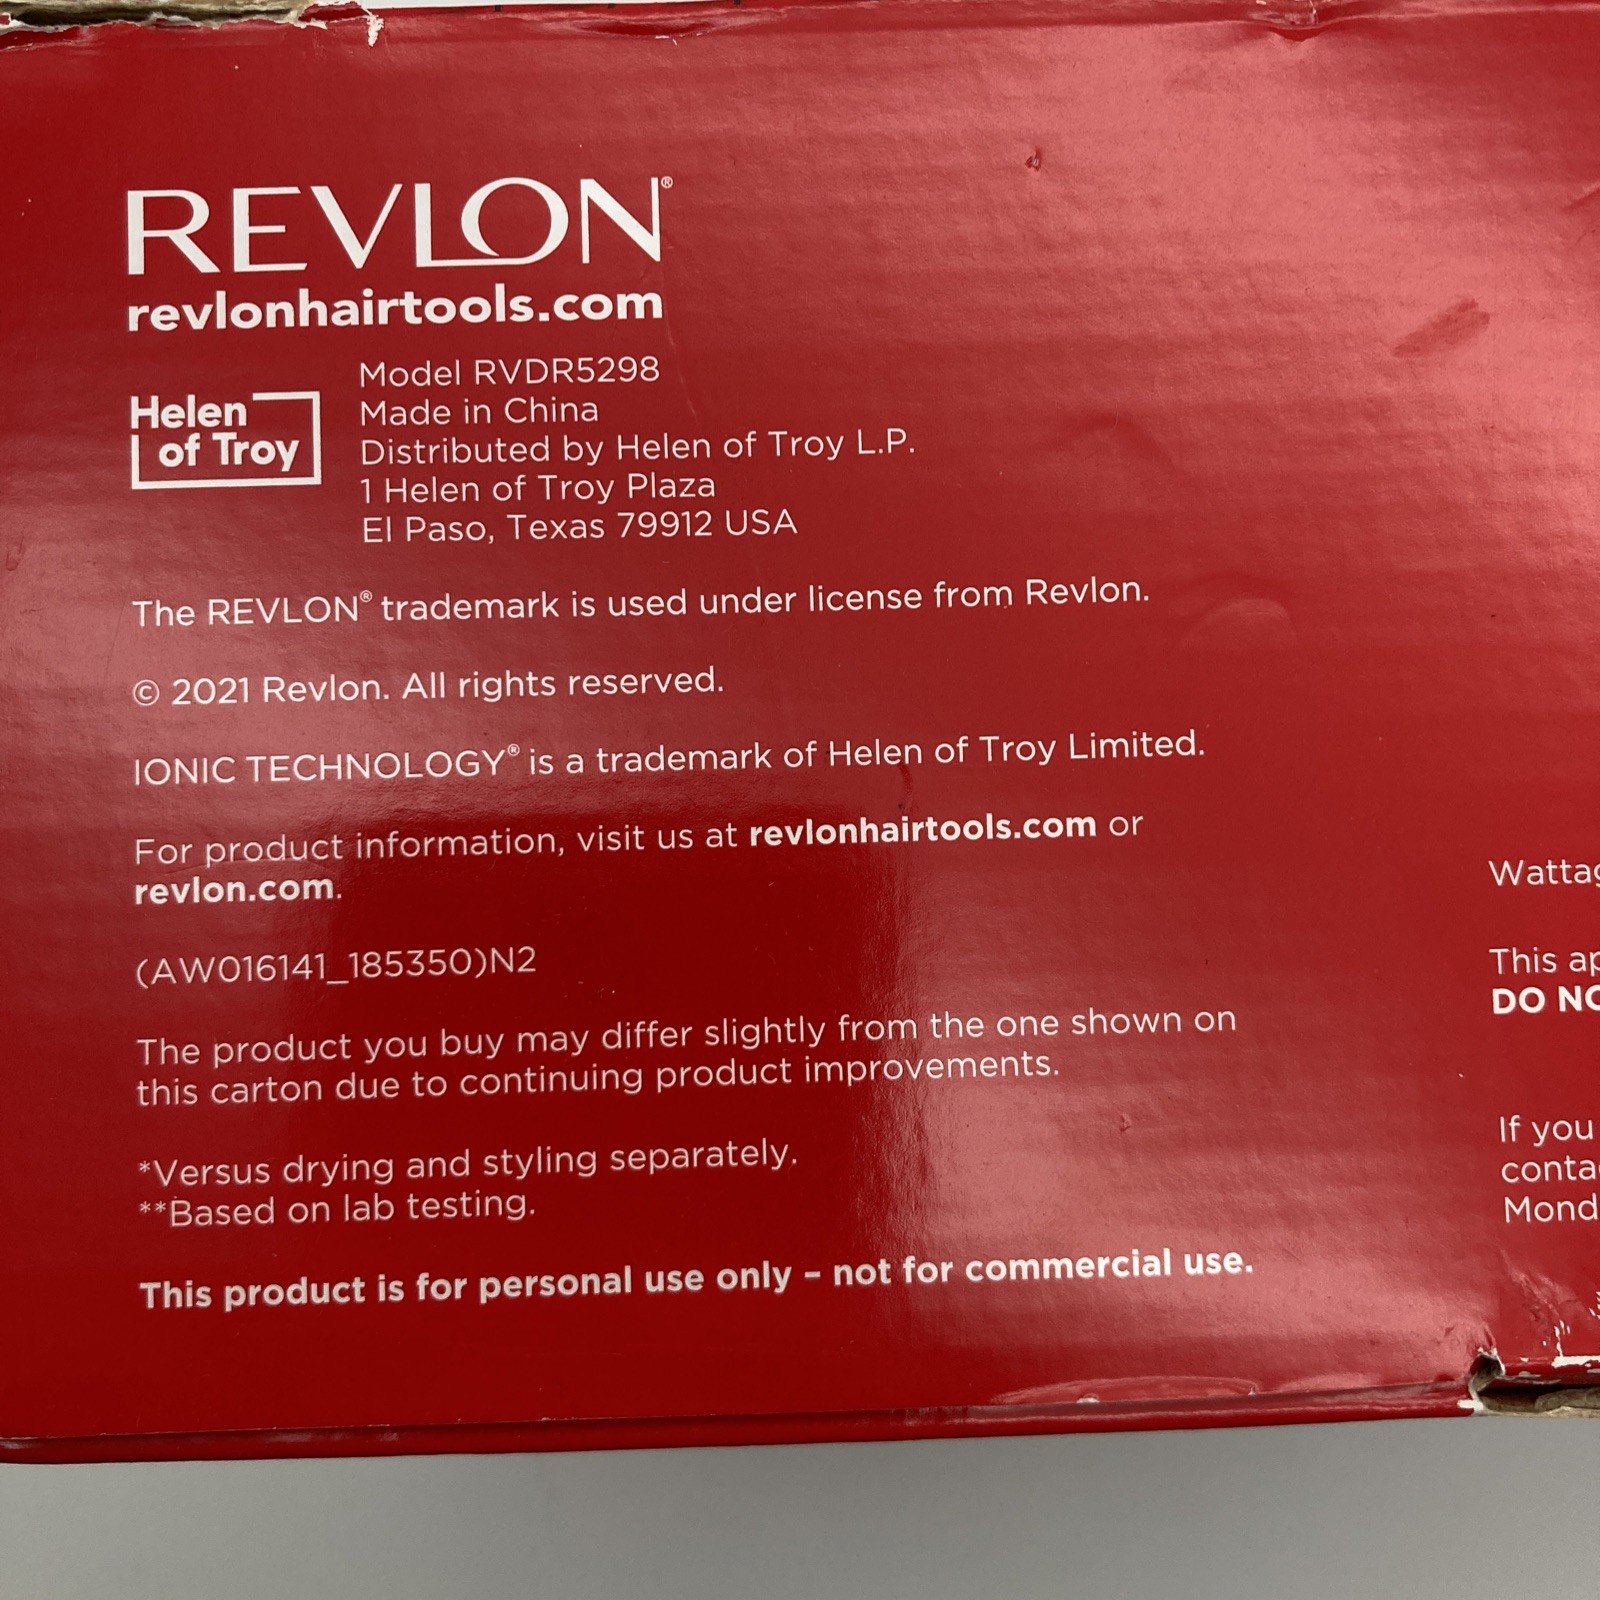 REVLON®
revlonhairtools.com
Helen
of Troy
Model RVDR5298
Made in China
Distributed by Helen of Troy L.P.
1 Helen of Troy Plaza
El Paso, Texas 79912 USA
The REVLON® trademark is used under license from Revlon.
© 2021 Revlon. All rights reserved.
IONIC TECHNOLOGY® is a trademark of Helen of Troy Limited.
For product information, visit us at revlonhairtools.com or
revlon.com.
(AW016141_185350)N2
The product you buy may differ slightly from the one shown on
this carton due to continuing product improvements.
*Versus drying and styling separately.
**Based on lab testing.
This product is for personal use only – not for commercial use.
This
DO
If you